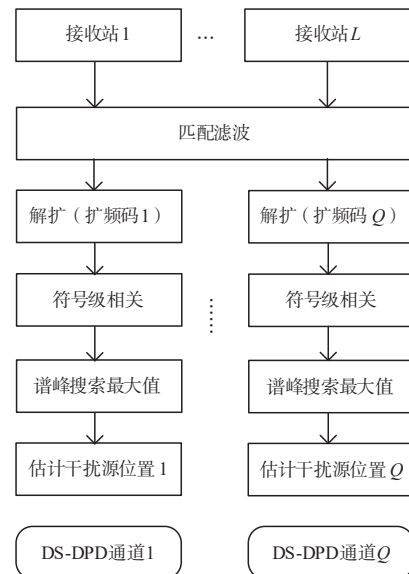 接收站1
…
接收站L
匹配滤波
解扩（扩频码1）
解扩（扩频码Q）
符号级相关
符号级相关
……
谱峰搜索最大值
谱峰搜索最大值
估计干扰源位置1
估计干扰源位置Q
DS-DPD通道1
DS-DPD通道Q